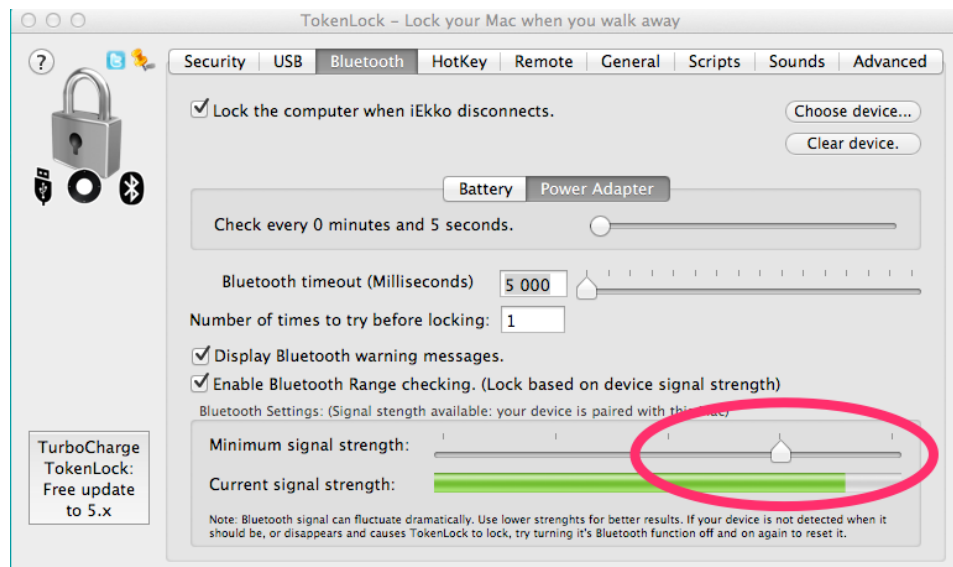 TokenLock – Lock your Mac when you walk away
?
Security USB Bluetooth HotKey Remote General Scripts Sounds Advanced
Lock the computer when iEkko disconnects.
Choose device...
Clear device.
Battery Power Adapter
Check every 0 minutes and 5 seconds.
Bluetooth timeout (Milliseconds) 5 000
Number of times to try before locking: 1
Display Bluetooth warning messages.
Enable Bluetooth Range checking. (Lock based on device signal strength)
Bluetooth Settings: (Signal stength available: your device is paired with this Mac)
Minimum signal strength:
Current signal strength:
Note: Bluetooth signal can fluctuate dramatically. Use lower strenghts for better results. If your device is not detected when it
should be, or disappears and causes TokenLock to lock, try turning it's Bluetooth function off and on again to reset it.
TurboCharge
TokenLock:
Free update
to 5.x